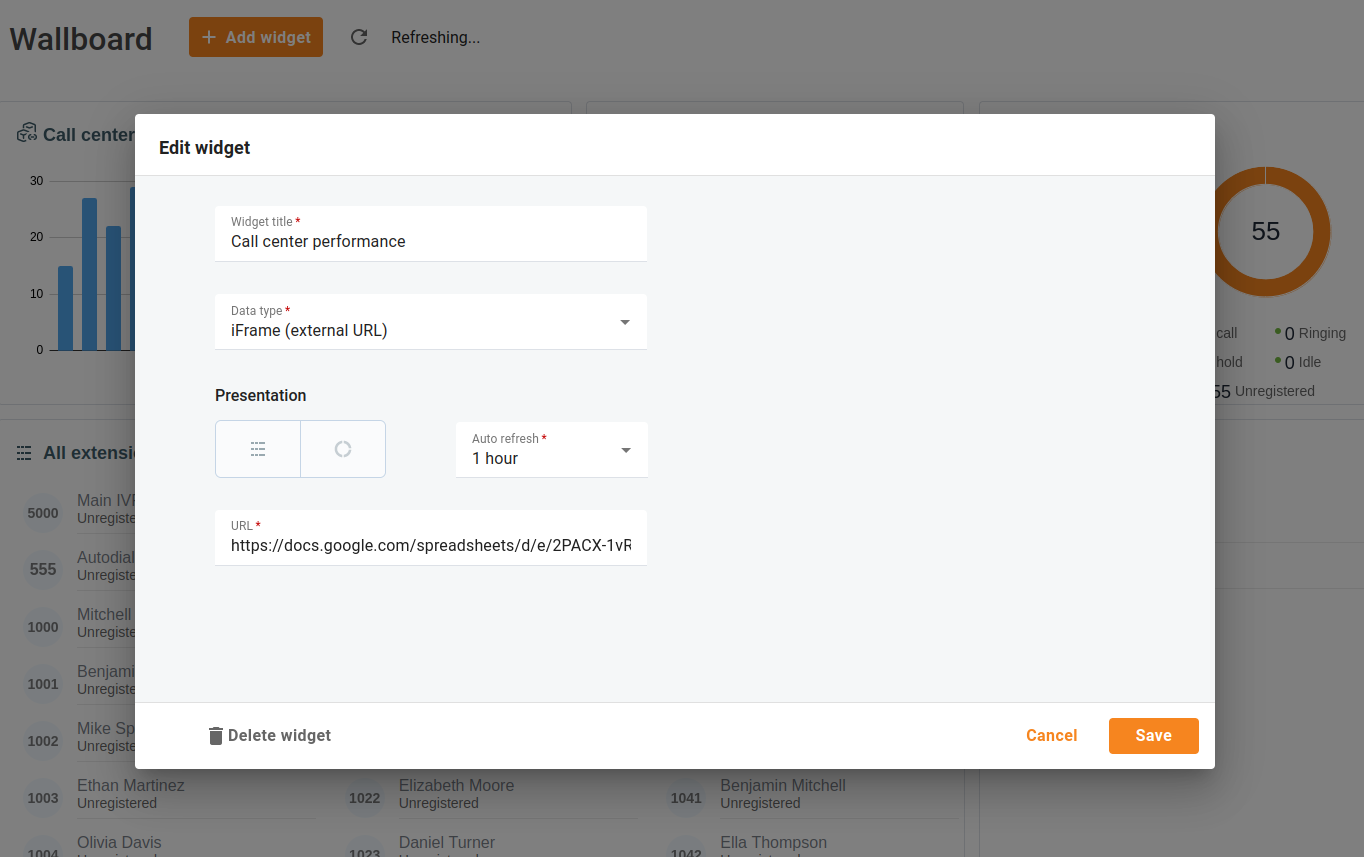 Wallboard
Add widget
Refreshing...
Call center
30
20
10
0
55
call
0 Ringing
hold
0 Idle
55 Unregistered
Edit widget
Widget title *
Call center performance
Data type *
iFrame (external URL)
Presentation
Auto refresh *
1 hour
URL *
https://docs.google.com/spreadsheets/d/e/2PACX-1vR
Delete widget
Cancel
Save
All extensi
5000
Main IV
Unregiste
555
Autodial
Unregiste
1000
Mitchell
Unregiste
1001
Benjami
Unregiste
1002
Mike Sp
Unregiste
1003
Ethan Martinez
Unregistered
1022
Elizabeth Moore
Unregistered
1041
Benjamin Mitchell
Unregistered
1004
Olivia Davis
1023
Daniel Turner
1042
Ella Thompson